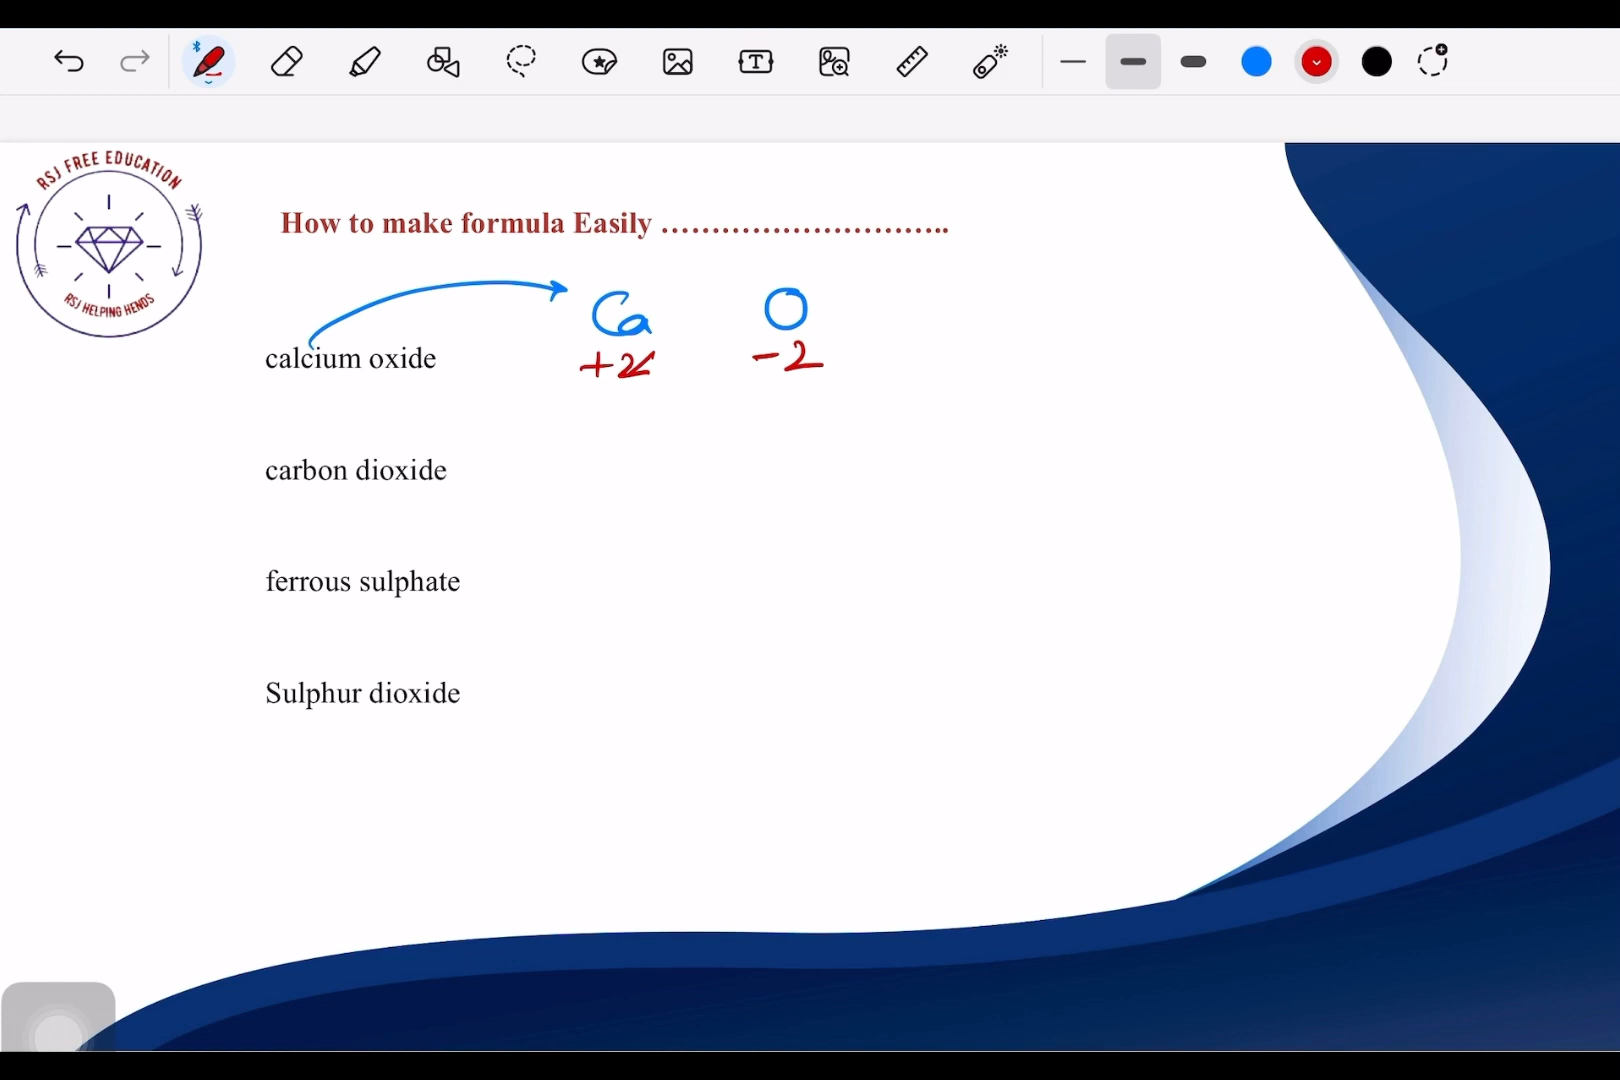 RSJ FREE EDUCATION
RSJ HELPING HENDS
How to make formula Easily ................................
Ca O
calcium oxide +2 -2
carbon dioxide
ferrous sulphate
Sulphur dioxide